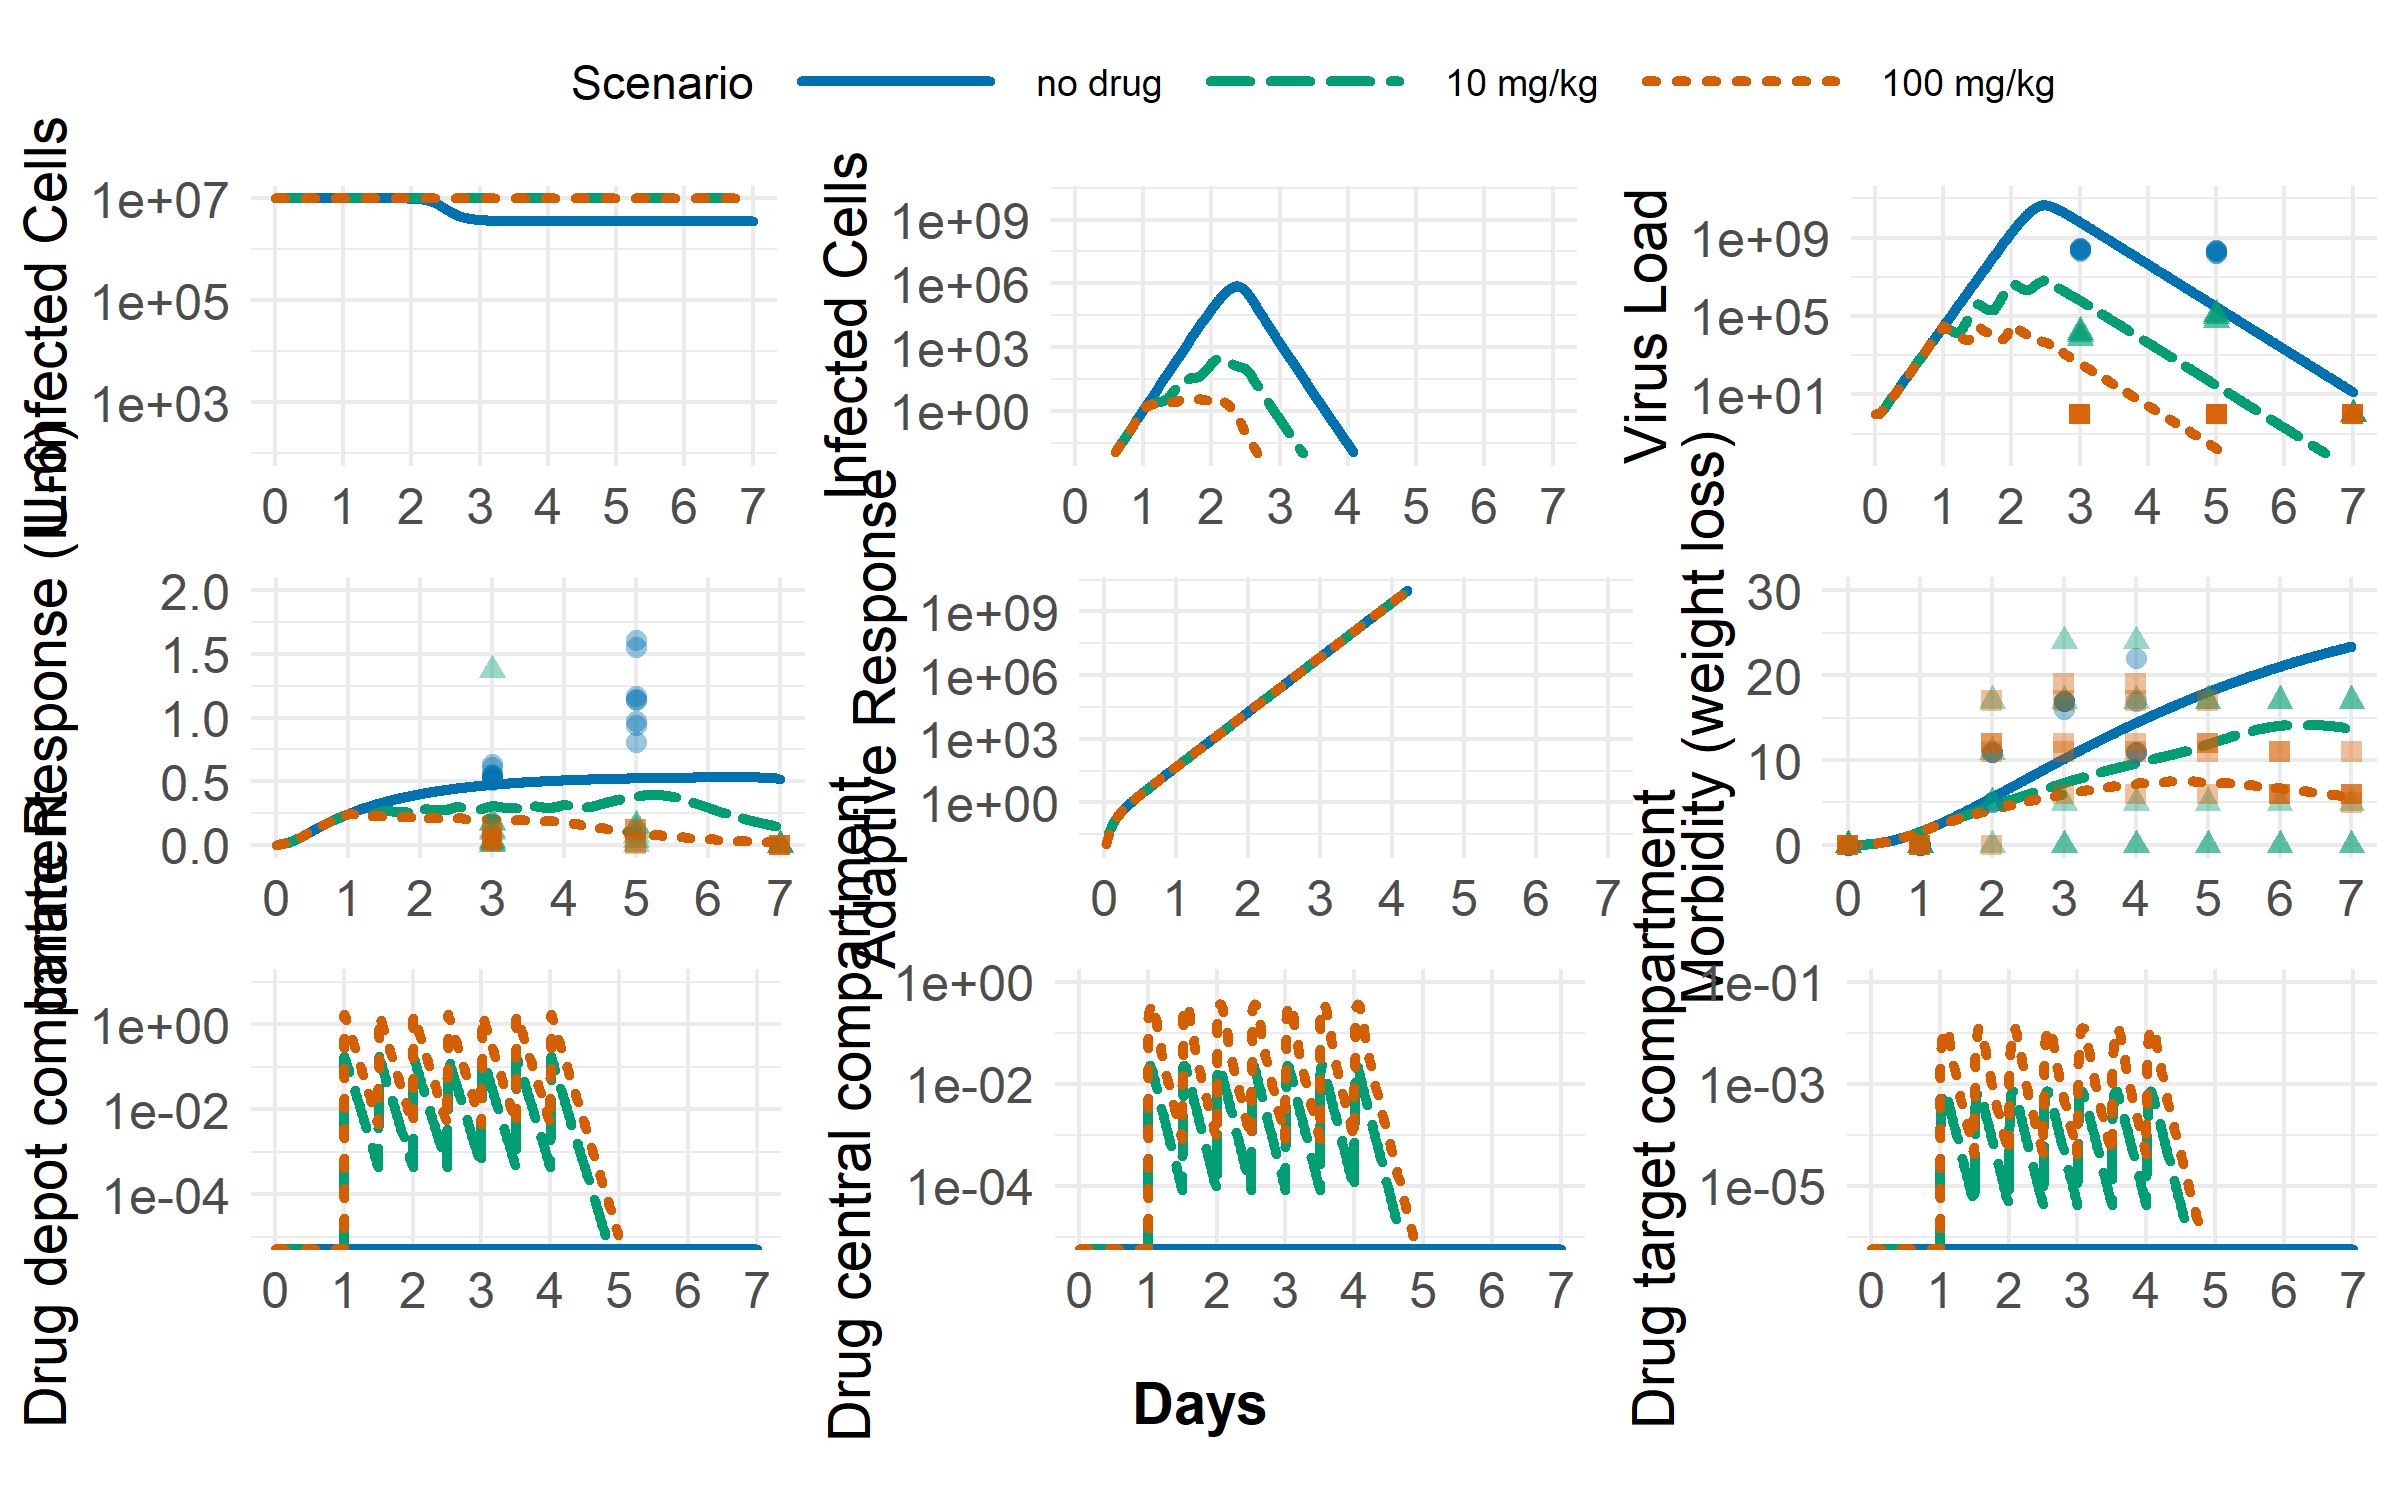 Scenario no drug 10 mg/kg 100 mg/kg
Uninfected Cells
1e+07
1e+05
1e+03
0 1 2 3 4 5 6 7
Infected Cells
1e+09
1e+06
1e+03
1e+00
0 1 2 3 4 5 6 7
Virus Load
1e+09
1e+05
1e+01
0 1 2 3 4 5 6 7
Innate Response (IL-6)
2.0
1.5
1.0
0.5
0.0
0 1 2 3 4 5 6 7
Adaptive Response
1e+09
1e+06
1e+03
1e+00
0 1 2 3 4 5 6 7
Morbidity (weight loss)
30
20
10
0
0 1 2 3 4 5 6 7
Drug depot compartment
1e+00
1e-02
1e-04
0 1 2 3 4 5 6 7
Drug central compartment
1e+00
1e-02
1e-04
0 1 2 3 4 5 6 7
Drug target compartment
1e-01
1e-03
1e-05
0 1 2 3 4 5 6 7
Days